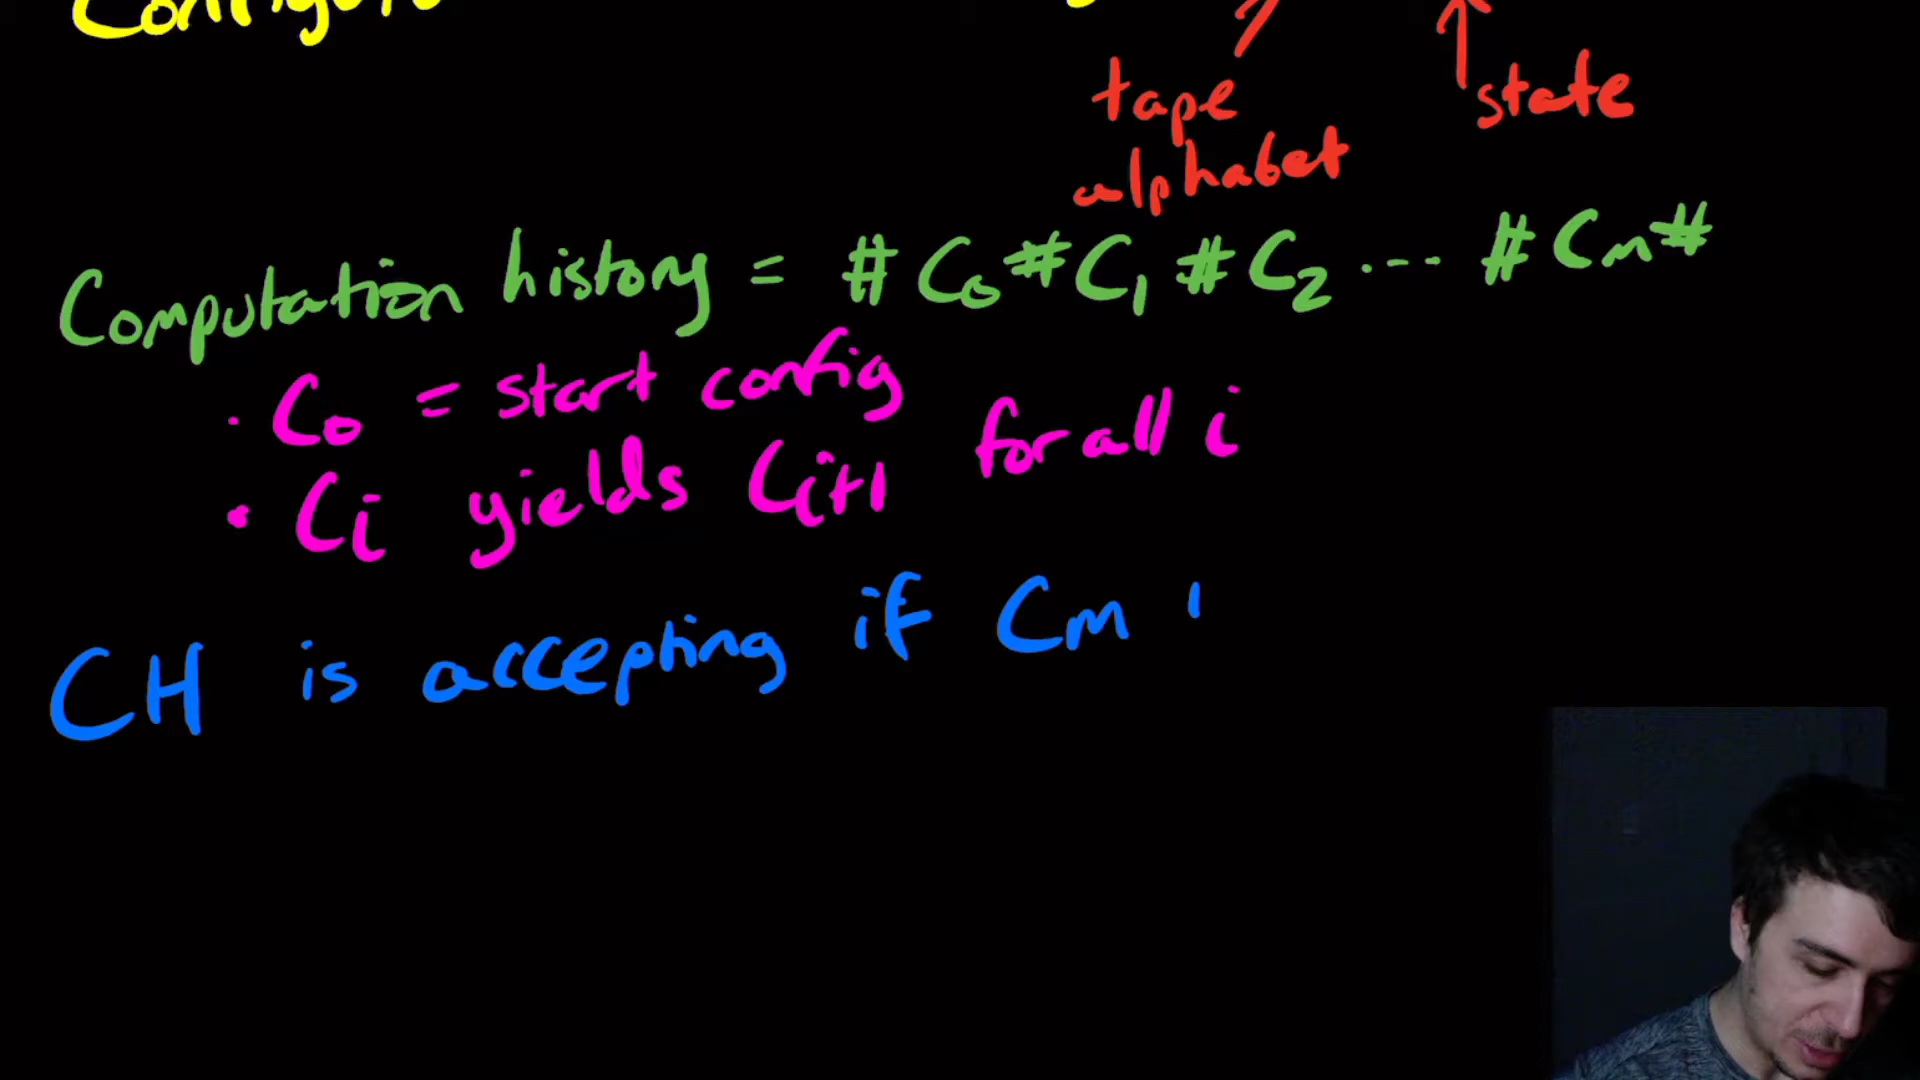 tape
state
alphabet
Computation history = # C0 # C1 # C2 ... # Cm #
· C0 = start config
· Ci yields Ci+1 for all i
CH is accepting if Cm